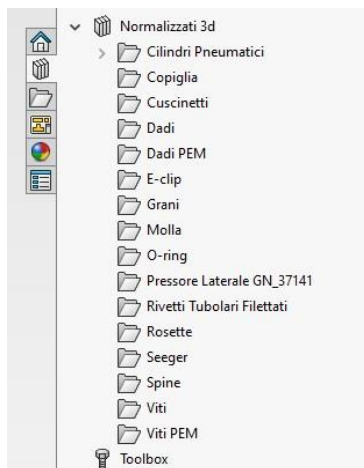 Normalizzati 3d
Cilindri Pneumatici
Copiglia
Cuscinetti
Dadi
Dadi PEM
E-clip
Grani
Molla
O-ring
Pressore Laterale GN_37141
Rivetti Tubolari Filettati
Rosette
Seeger
Spine
Viti
Viti PEM
Toolbox